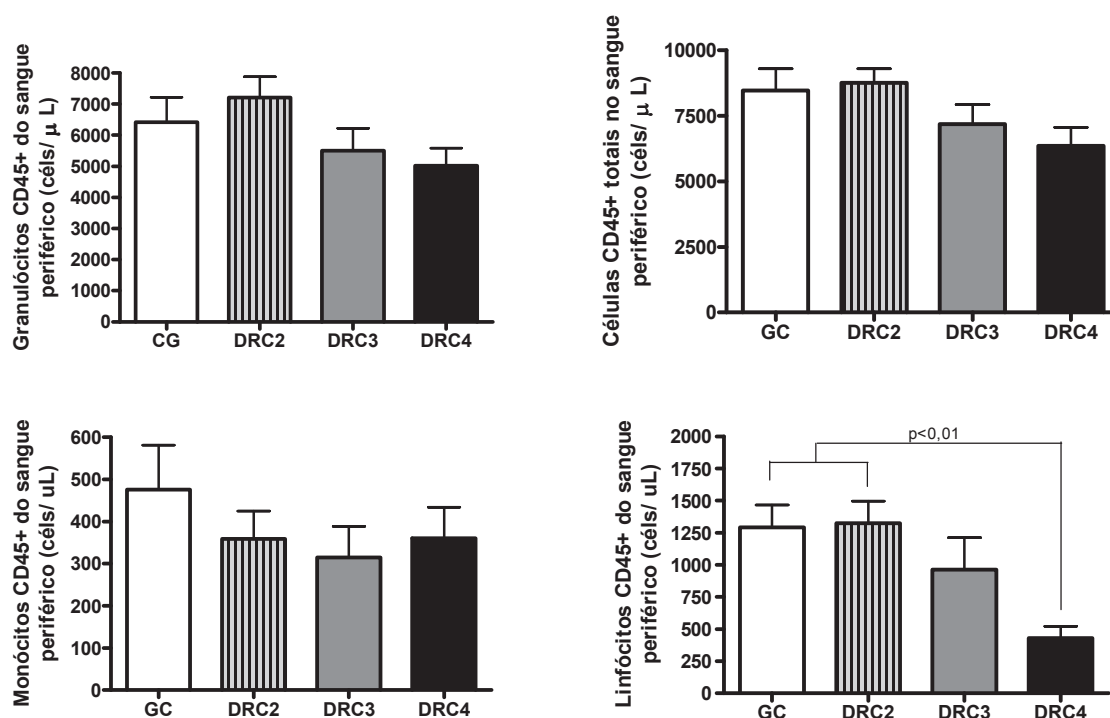 Granulócitos CD45+ do sangue
periférico (céls/ μ L)
8000
7000
6000
5000
4000
3000
2000
1000
0
CG DRC2 DRC3 DRC4
Células CD45+ totais no sangue
periférico (céls/ μ L)
10000
7500
5000
2500
0
GC DRC2 DRC3 DRC4
Monócitos CD45+ do sangue
periférico (céls/ uL)
600
500
400
300
200
100
0
GC DRC2 DRC3 DRC4
Linfócitos CD45+ do sangue
periférico (céls/ uL)
2000
1750
1500
1250
1000
750
500
250
0
p<0,01
GC DRC2 DRC3 DRC4